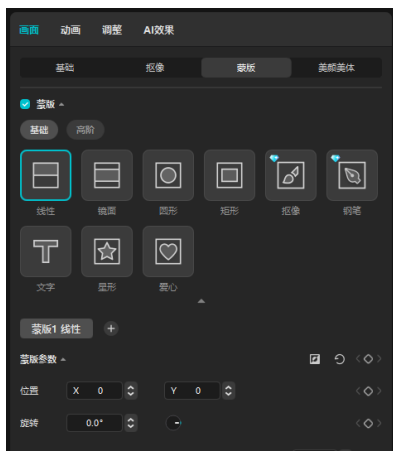 画面 动画 调整 AI效果
基础 抠像 蒙版 美颜美体
蒙版
基础 高阶
线性 镜面 圆形 矩形 抠像 钢笔
文字 星形 爱心
蒙版1 线性
蒙版参数
位置 X 0 Y 0
旋转 0.0°